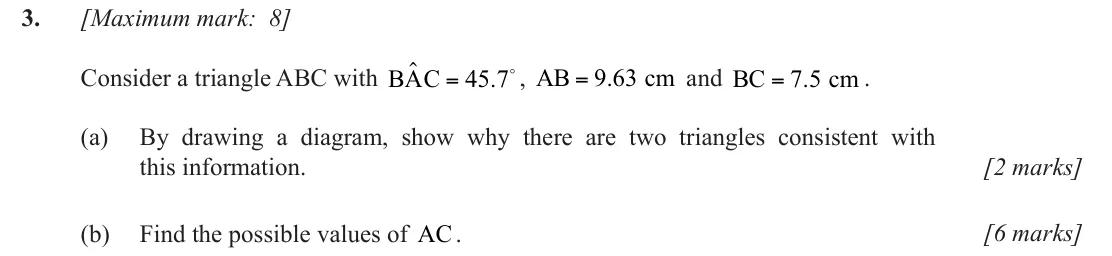 3. [Maximum mark: 8]
Consider a triangle ABC with BÂC = 45.7°, AB = 9.63 cm and BC = 7.5 cm .
(a) By drawing a diagram, show why there are two triangles consistent with
this information. [2 marks]
(b) Find the possible values of AC . [6 marks]